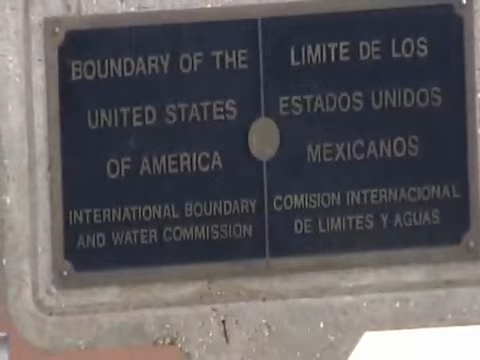 BOUNDARY OF THE
UNITED STATES
OF AMERICA
INTERNATIONAL BOUNDARY
AND WATER COMMISSION
LIMITE DE LOS
ESTADOS UNIDOS
MEXICANOS
COMISION INTERNACIONAL
DE LIMITES Y AGUAS